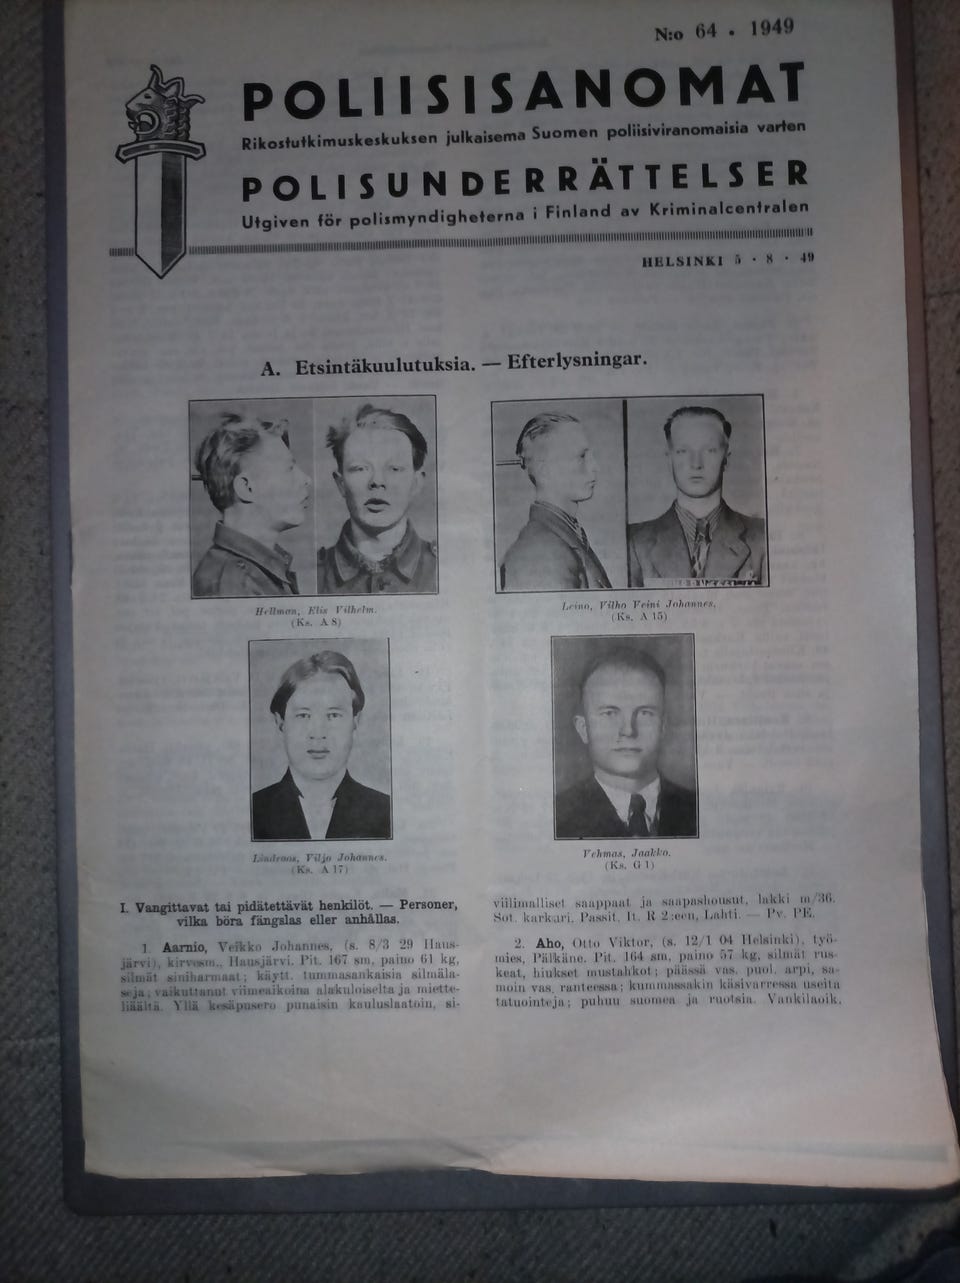 N:o 64 • 1949
POLIISISANOMAT
Rikostutkimuskeskuksen julkaisema Suomen poliisiviranomaisia varten
POLISUNDERRÄTTELSER
Utgiven för polismyndigheterna i Finland av Kriminalcentralen
HELSINKI 5 • 8 • 49
A. Etsintäkuulutuksia. — Efterlysningar.
Hellman, Elis Vilhelm.
(Ks. A 8)
Leino, Vilho Veini Johannes.
(Ks. A 15)
Lindroos, Viljo Johannes.
(Ks. A 17)
Vehmas, Jaakko.
(Ks. G 1)
I. Vangittavat tai pidätettävät henkilöt. — Personer,
vilka böra fängslas eller anhållas.
1. Aarnio, Veikko Johannes, (s. 8/3 29 Haus-
järvi), kirvesm., Hausjärvi. Pit. 167 sm, paino 61 kg,
silmät siniharmaat; käytt. tummasankaisia silmäla-
seja; vaikuttanut viimeaikoina alakuloiselta ja miette-
liäältä. Yllä kesäpusero punaisin kauluslaatoin, si-
viilimalliset saappaat ja saapashousut, lakki m/36.
Sot. karkari. Passit. It. R 2:een, Lahti. — Pv. PE.
2. Aho, Otto Viktor, (s. 12/1 04 Helsinki), työ-
mies, Pälkäne. Pit. 164 sm, paino 57 kg, silmät rus-
keat, hiukset mustahkot; päässä vas. puol. arpi, sa-
moin vas. ranteessa; kummassakin käsivarressa useita
tatuointeja; puhuu suomea ja ruotsia. Vankilaoik.